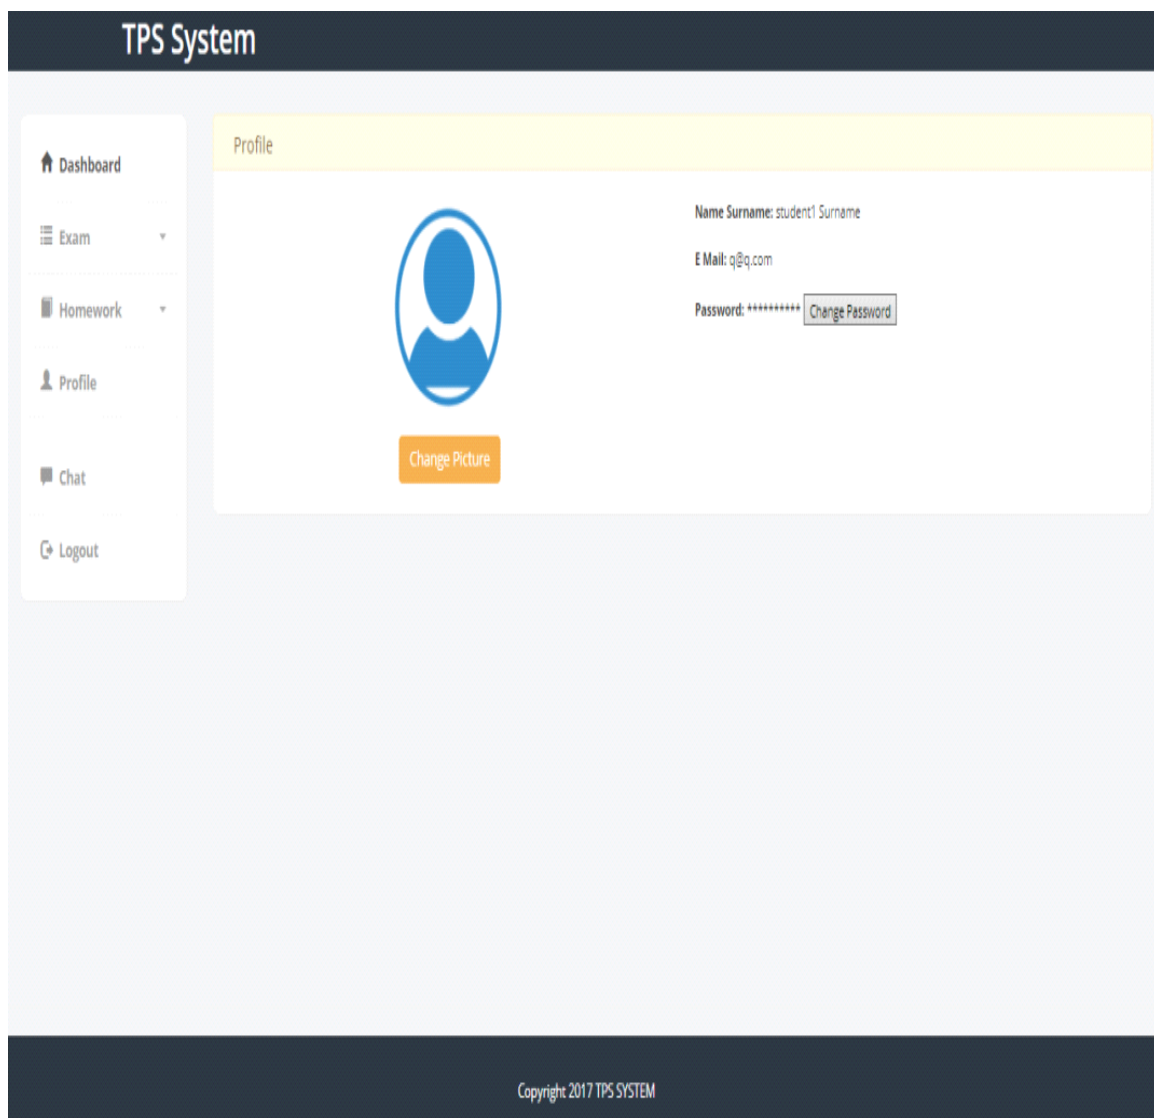 TPS System
Dashboard
Exam
Homework
Profile
Chat
Logout
Profile
Name Surname: student1 Surname
E Mail: q@q.com
Password: ********** Change Password
Change Picture
Copyright 2017 TPS SYSTEM